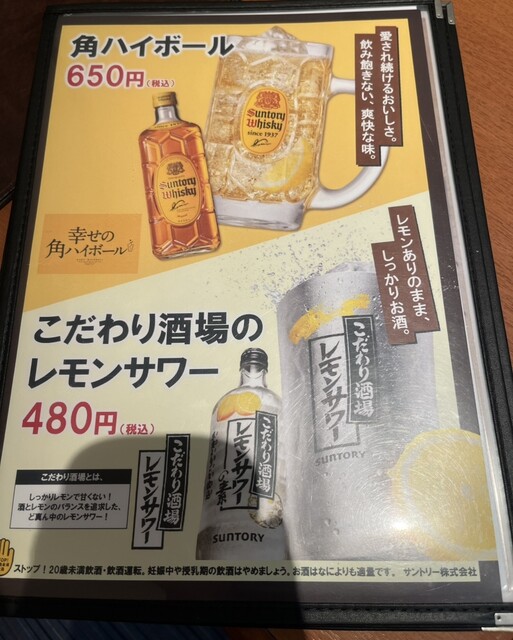 角ハイボール
650円(税込)
愛され続けるおいしさ。
飲み飽きない、爽快な味。
Suntory
Whisky
since 1937
Suntory
Whisky
幸せの
角ハイボール
レモンありのまま、
しっかりお酒。
こだわり酒場の
レモンサワー
480円(税込)
こだわり酒場
レモンサワー
SUNTORY
こだわり酒場
レモンサワー
SUNTORY
こだわり酒場
レモンサワー
こだわり酒場とは、
しっかりレモンで甘くない!
酒とレモンのバランスを追求した、
ど真ん中のレモンサワー!
ストップ!20歳未満飲酒・飲酒運転。妊娠中や授乳期の飲酒はやめましょう。お酒はなによりも適量です。 サントリー株式会社